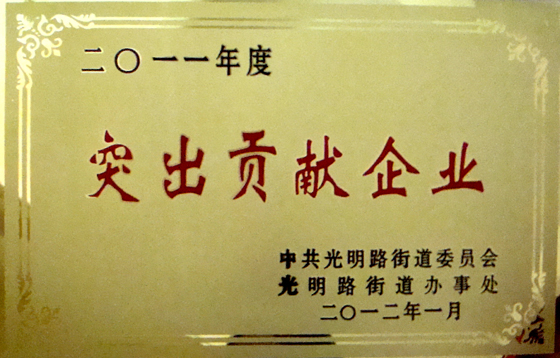 二〇一一年度
突出贡献企业
中共光明路街道委员会
光明路街道办事处
二〇一二年一月